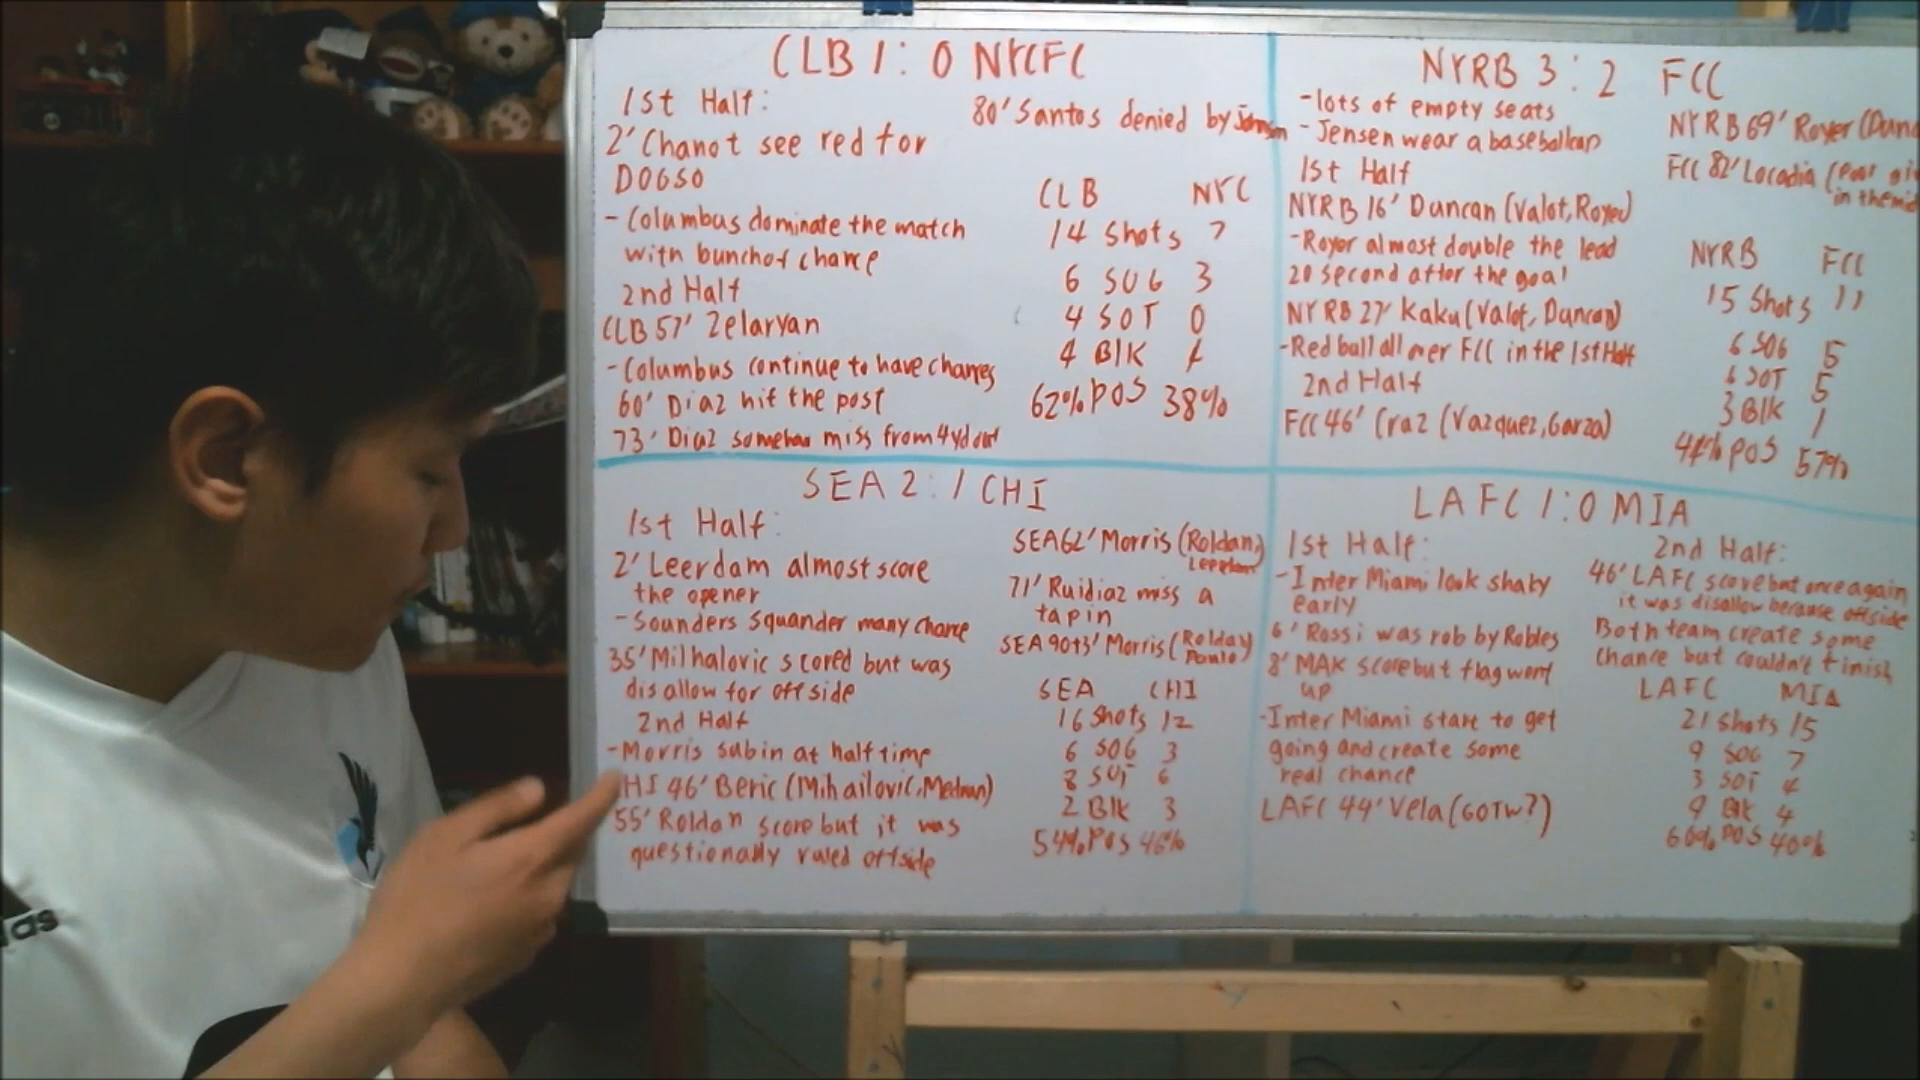 CLB 1:0 NYCFC
1st Half:
2' Chanot see red for
DOGSO
- Columbus dominate the match
with bunch of chance
2nd Half
CLB 57' Zelaryan
- Columbus continue to have chances
60' Diaz hit the post
73' Diaz somehow miss from 4yd out
80' Santos denied by
CLB NYC
14 Shots 7
6 SOG 3
4 SOT 0
4 Blk 4
62% POS 38%
NYRB 3:2 FCC
- lots of empty seats
- Jensen wear a baseball cap
1st Half
NYRB 16' Duncan (Valot, Royer)
- Royer almost double the lead
20 second after the goal
NYRB 27' Kaku (Valot, Duncan)
- Red bull all over FCC in the 1st Half
2nd Half
FCC 46' Cruz (Vazquez, Garza)
NYRB 69' Royer (Dunc
FCC 82' Locadia (
in the mid
NYRB FCC
15 Shots 11
6 SOG 5
6 SOT 5
3 Blk 1
POS 57%
SEA 2:1 CHI
1st Half:
2' Leerdam almost score
the opener
- Sounders squander many chance
35' Milhalovic scored but was
disallow for offside
2nd Half
- Morris sub in at half time
HI 46' Beric (Mihailovic, Medran)
55' Roldan score but it was
questionally ruled offside
SEA 62' Morris (Roldan,
Leerdam
71' Ruidiaz miss a
tap in
SEA 90+3' Morris (Roldan
)
SEA CHI
16 Shots 12
6 SOG 3
8 SOT 6
2 Blk 3
54% POS 46%
LAFC 1:0 MIA
1st Half:
- Inter Miami look shaky
early
6' Rossi was rob by Robles
8' MAK score but flag went
up
- Inter Miami start to get
going and create some
real chance
LAFC 44' Vela (GOTW?)
2nd Half:
46' LAFC score but once again
it was disallow because offside
Both team create some
chance but couldn't finish
LAFC MIA
21 Shots 15
9 SOG 7
3 SOT 4
9 Blk 4
60% POS 40%
das